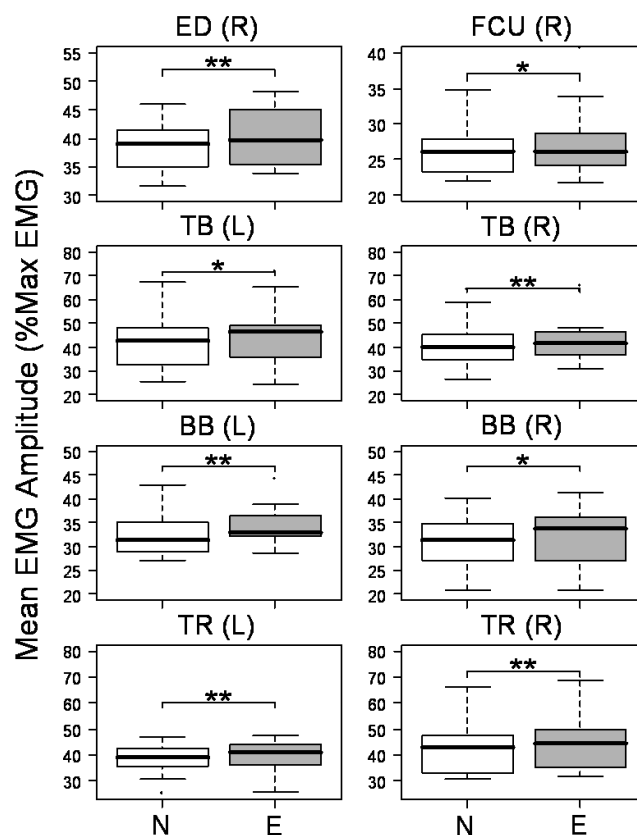 ED (R) FCU (R)
55 50 45 40 35 30
**
40 35 30 25 20
*
TB (L) TB (R)
80 70 60 50 40 30 20
*
80 70 60 50 40 30 20
**
BB (L) BB (R)
50 45 40 35 30 25 20
**
50 45 40 35 30 25 20
*
TR (L) TR (R)
80 70 60 50 40 30
**
80 70 60 50 40 30
**
N E N E
Mean EMG Amplitude (%Max EMG)